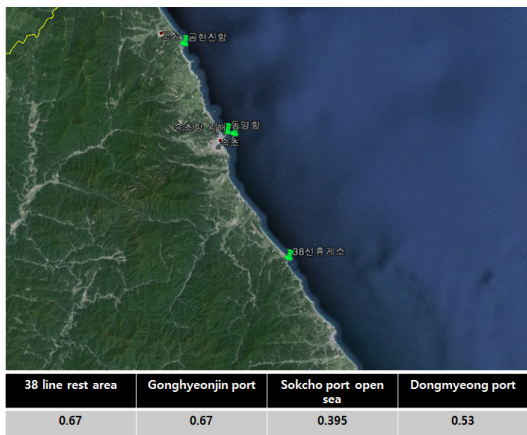 공현진항
동명항
속초
38선휴게소
38 line rest area
Gonghyeonjin port
Sokcho port open
sea
Dongmyeong port
0.67
0.67
0.395
0.53